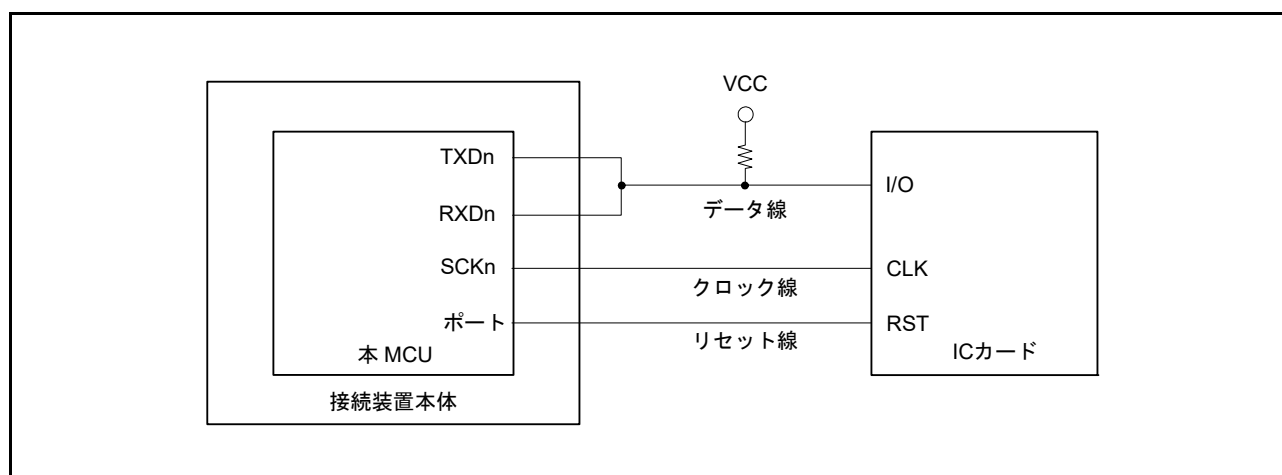 VCC
TXDn
RXDn
SCKn
ポート
本 MCU
接続装置本体
データ線
クロック線
リセット線
I/O
CLK
RST
ICカード